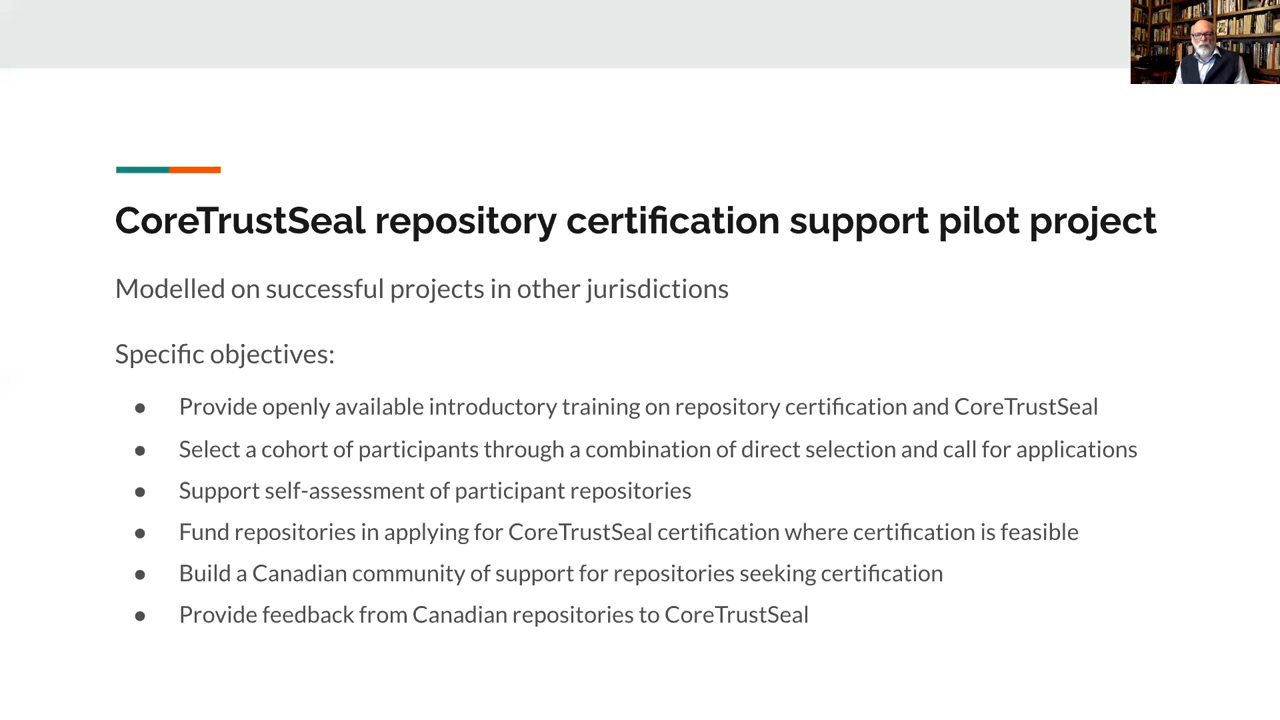 CoreTrustSeal repository certification support pilot project
Modelled on successful projects in other jurisdictions
Specific objectives:
● Provide openly available introductory training on repository certification and CoreTrustSeal
● Select a cohort of participants through a combination of direct selection and call for applications
● Support self-assessment of participant repositories
● Fund repositories in applying for CoreTrustSeal certification where certification is feasible
● Build a Canadian community of support for repositories seeking certification
● Provide feedback from Canadian repositories to CoreTrustSeal